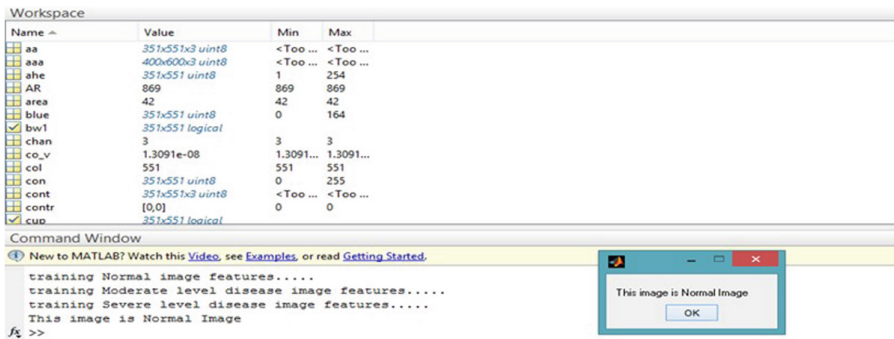 Workspace
Name Value Min Max
aa 351x551x3 uint8 <Too ... <Too ...
aaa 400x600x3 uint8 <Too ... <Too ...
ahe 351x551 uint8 1 254
AR 869 869 869
area 42 42 42
blue 351x551 uint8 0 164
bw1 351x551 logical
chan 3 3 3
co_v 1.3091e-08 1.3091... 1.3091...
col 551 551 551
con 351x551 uint8 0 255
cont 351x551x3 uint8 <Too ... <Too ...
contr [0,0] 0 0
cup 351x551 logical
Command Window
New to MATLAB? Watch this Video, see Examples, or read Getting Started.
training Normal image features.....
training Moderate level disease image features.....
training Severe level disease image features.....
This image is Normal Image
fx >>
This image is Normal Image
OK